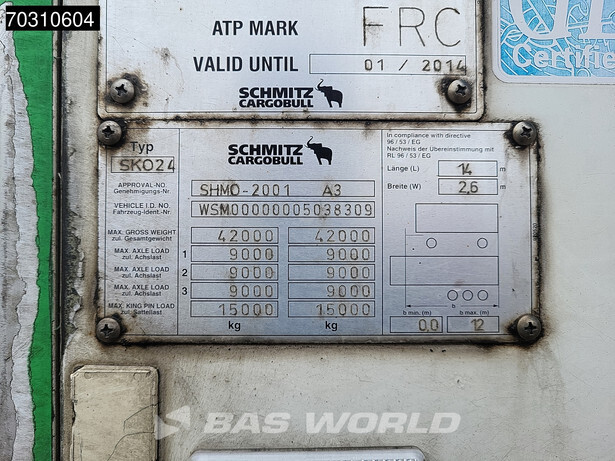 70310604
ATP MARK FRC
VALID UNTIL 01 / 2014
SCHMITZ
CARGOBULL
Certifie
Typ
SKO24
SCHMITZ
CARGOBULL
In compliance with directive
96 / 53 / EG
Nachweis der Übereinstimmung mit
RL 96 / 53 / EG
Länge (L) 14 m
Breite (W) 2,6 m
APPROVAL-NO.
Genehmigungs-Nr.
SHMO-2001 A3
VEHICLE I.D. NO.
Fahrzeug-Ident.-Nr.
WSM00000005038309
MAX. GROSS WEIGHT
zul. Gesamtgewicht
42000 42000
MAX. AXLE LOAD
zul. Achslast
1 9000 9000
MAX. AXLE LOAD
zul. Achslast
2 9000 9000
MAX. AXLE LOAD
zul. Achslast
3 9000 9000
MAX. KING PIN LOAD
zul. Sattellast
15000 15000
kg kg
b
b min. (m) b max. (m)
0.0 12
BAS WORLD